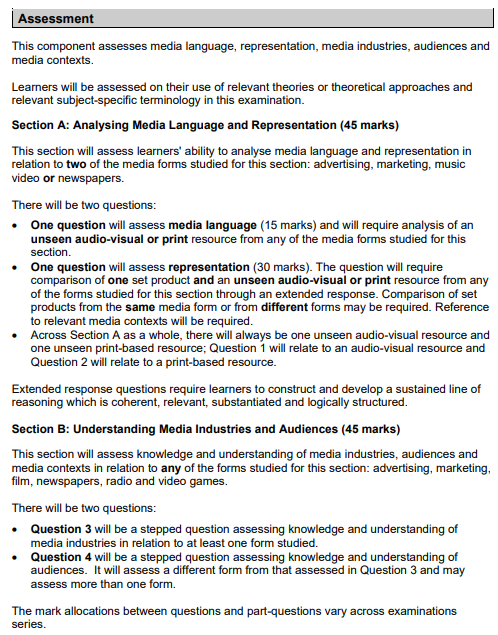 Assessment
This component assesses media language, representation, media industries, audiences and
media contexts.
Learners will be assessed on their use of relevant theories or theoretical approaches and
relevant subject-specific terminology in this examination.
Section A: Analysing Media Language and Representation (45 marks)
This section will assess learners' ability to analyse media language and representation in
relation to two of the media forms studied for this section: advertising, marketing, music
video or newspapers.
There will be two questions:
• One question will assess media language (15 marks) and will require analysis of an
unseen audio-visual or print resource from any of the media forms studied for this
section.
• One question will assess representation (30 marks). The question will require
comparison of one set product and an unseen audio-visual or print resource from any
of the forms studied for this section through an extended response. Comparison of set
products from the same media form or from different forms may be required. Reference
to relevant media contexts will be required.
• Across Section A as a whole, there will always be one unseen audio-visual resource and
one unseen print-based resource; Question 1 will relate to an audio-visual resource and
Question 2 will relate to a print-based resource.
Extended response questions require learners to construct and develop a sustained line of
reasoning which is coherent, relevant, substantiated and logically structured.
Section B: Understanding Media Industries and Audiences (45 marks)
This section will assess knowledge and understanding of media industries, audiences and
media contexts in relation to any of the forms studied for this section: advertising, marketing,
film, newspapers, radio and video games.
There will be two questions:
• Question 3 will be a stepped question assessing knowledge and understanding of
media industries in relation to at least one form studied.
• Question 4 will be a stepped question assessing knowledge and understanding of
audiences. It will assess a different form from that assessed in Question 3 and may
assess more than one form.
The mark allocations between questions and part-questions vary across examinations
series.